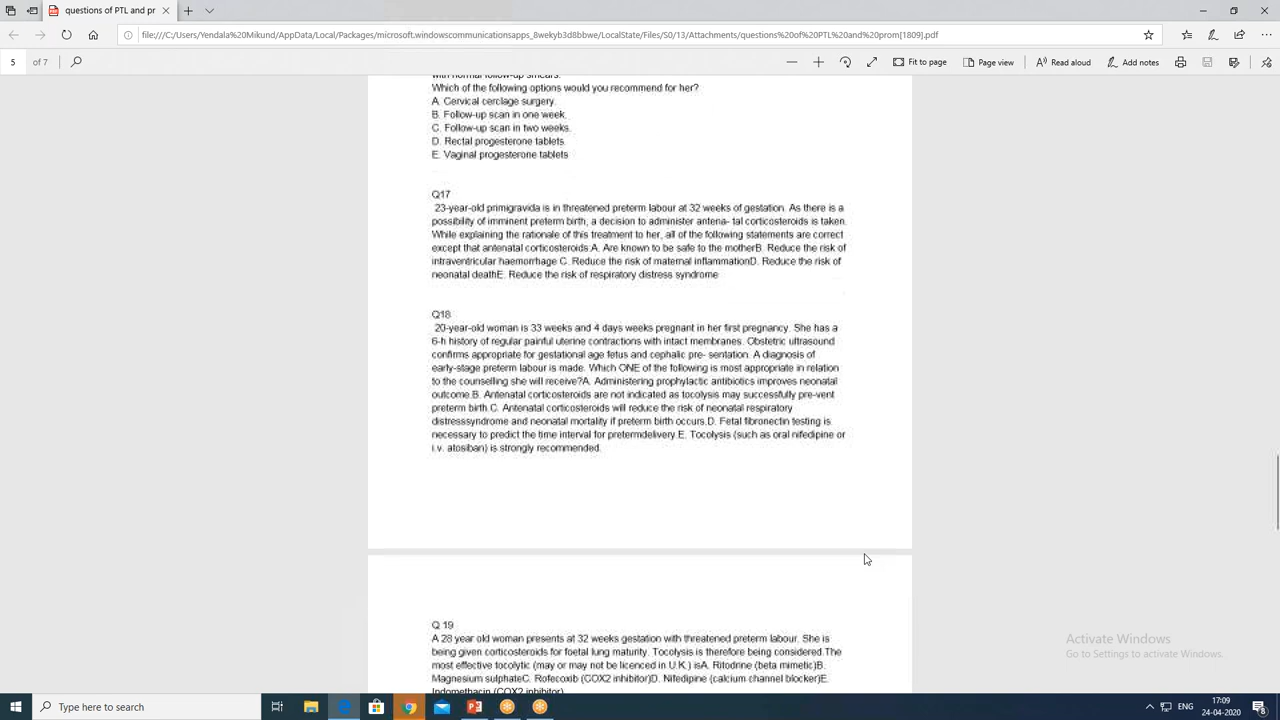 questions of PTL and pr
file:///C:/Users/Yendala%20Mikund/AppData/Local/Packages/microsoft.windowscommunicationsapps_8wekyb3d8bbwe/LocalState/Files/S0/13/Attachments/questions%20of%20PTL%20and%20prom[1809].pdf
5 of 7
Fit to page
Page view
Read aloud
Add notes
with normal follow-up smears.
Which of the following options would you recommend for her?
A. Cervical cerclage surgery.
B. Follow-up scan in one week.
C. Follow-up scan in two weeks.
D. Rectal progesterone tablets.
E. Vaginal progesterone tablets
Q17
23-year-old primigravida is in threatened preterm labour at 32 weeks of gestation. As there is a
possibility of imminent preterm birth, a decision to administer antena- tal corticosteroids is taken.
While explaining the rationale of this treatment to her, all of the following statements are correct
except that antenatal corticosteroids:A. Are known to be safe to the motherB. Reduce the risk of
intraventricular haemorrhage C. Reduce the risk of maternal inflammationD. Reduce the risk of
neonatal deathE. Reduce the risk of respiratory distress syndrome
Q18
20-year-old woman is 33 weeks and 4 days weeks pregnant in her first pregnancy. She has a
6-h history of regular painful uterine contractions with intact membranes. Obstetric ultrasound
confirms appropriate for gestational age fetus and cephalic pre- sentation. A diagnosis of
early-stage preterm labour is made. Which ONE of the following is most appropriate in relation
to the counselling she will receive?A. Administering prophylactic antibiotics improves neonatal
outcome.B. Antenatal corticosteroids are not indicated as tocolysis may successfully pre-vent
preterm birth.C. Antenatal corticosteroids will reduce the risk of neonatal respiratory
distresssyndrome and neonatal mortality if preterm birth occurs.D. Fetal fibronectin testing is
necessary to predict the time interval for pretermdelivery.E. Tocolysis (such as oral nifedipine or
i.v. atosiban) is strongly recommended.
Q 19
A 28 year old woman presents at 32 weeks gestation with threatened preterm labour. She is
being given corticosteroids for foetal lung maturity. Tocolysis is therefore being considered.The
most effective tocolytic (may or may not be licenced in U.K.) isA. Ritodrine (beta mimetic)B.
Magnesium sulphateC. Rofecoxib (COX2 inhibitor)D. Nifedipine (calcium channel blocker)E.
Indomethacin (COX2 inhibitor)
Activate Windows
Go to Settings to activate Windows.
Type here to search
ENG
17:09
24-04-2020